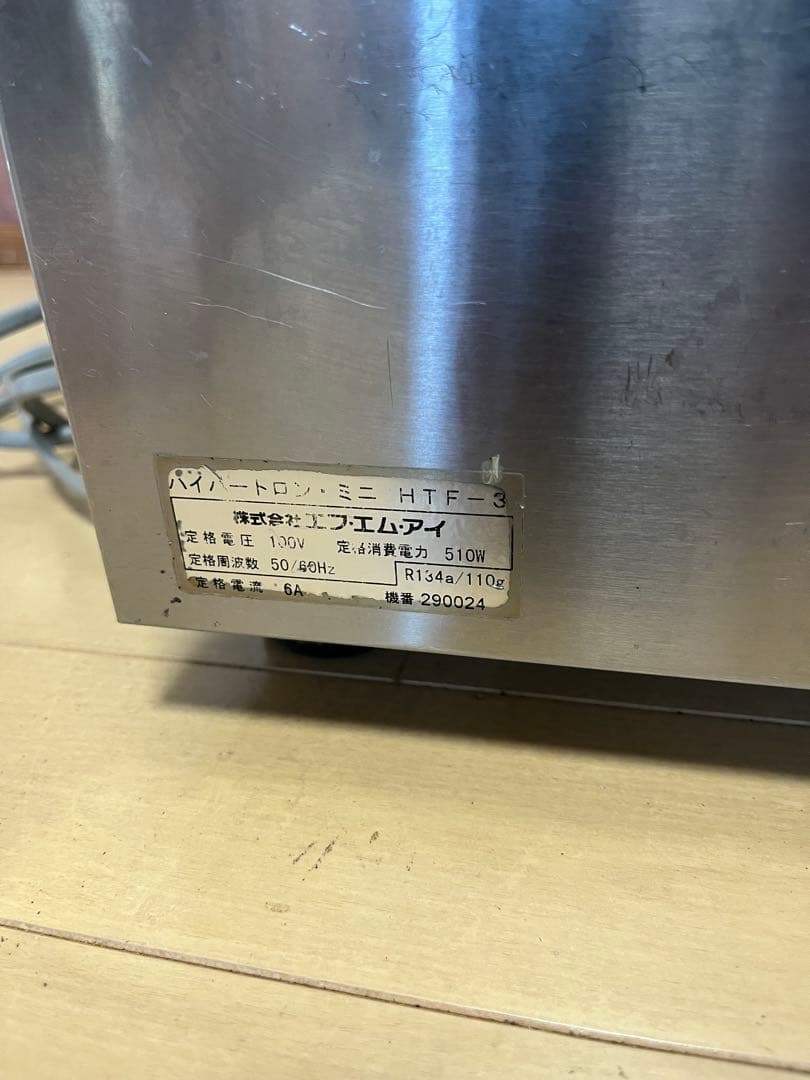 ハイパートロン・ミニ HTF-3
株式会社エフ・エム・アイ
定格電圧 100V 定格消費電力 510W
定格周波数 50/60Hz
R134a/110g
定格電流 6A 機番 290024